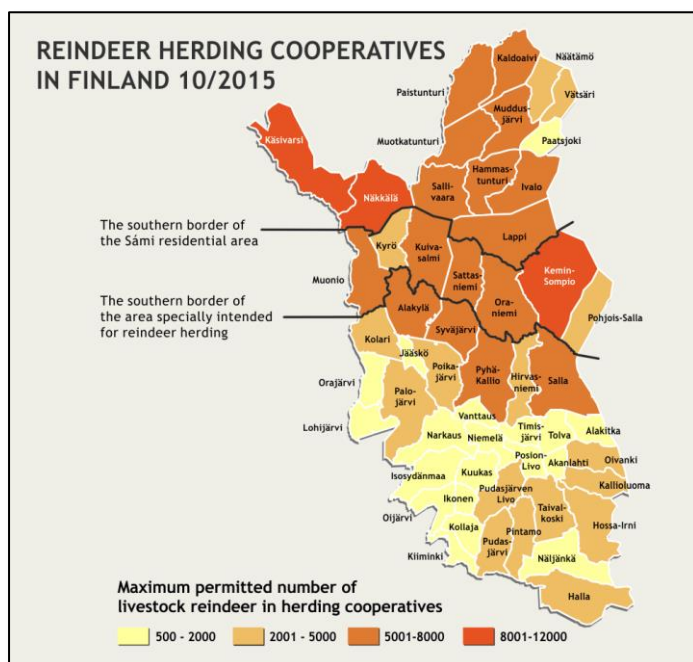 REINDEER HERDING COOPERATIVES
IN FINLAND 10/2015
Kaldoaivi
Näätämö
Paistunturi
Vätsäri
Muddus-
järvi
Muotkatunturi
Paatsjoki
Käsivarsi
Hammas-
tunturi
Näkkälä
Salli-
vaara
Ivalo
The southern border of
the Sámi residential area
Lappi
Kyrö
Kuiva-
salmi
Muonio
Sattas-
niemi
Kemin-
Sompio
Ora-
niemi
The southern border of
the area specially intended
for reindeer herding
Alakylä
Pohjois-Salla
Syväjärvi
Kolari
Jääskö
Poika-
järvi
Pyhä-
Kallio
Hirvas-
niemi
Salla
Orajärvi
Palo-
järvi
Lohijärvi
Vanttaus
Narkaus
Niemelä
Timis-
järvi
Tolva
Alakitka
Posion-
Livo
Akanlahti
Oivanki
Isosydänmaa
Kuukas
Kallioluoma
Pudasjärven
Livo
Ikonen
Taival-
koski
Oijärvi
Hossa-Irni
Kollaja
Pintamo
Pudas-
järvi
Kiiminki
Näljänkä
Halla
Maximum permitted number of
livestock reindeer in herding cooperatives
500 - 2000
2001 - 5000
5001-8000
8001-12000